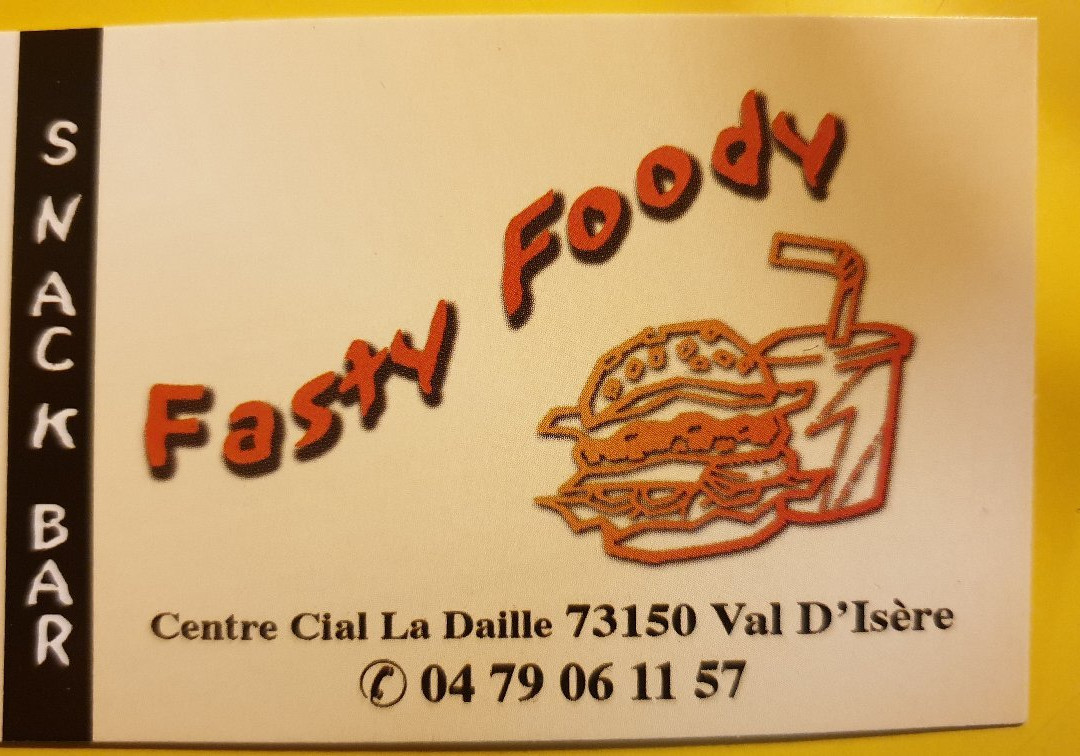 SNACK BAR
Fasty Foody
Centre Cial La Daille 73150 Val D'Isère
✆ 04 79 06 11 57